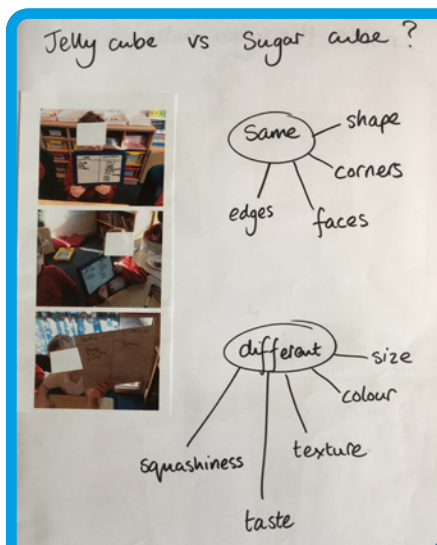 Jelly cube vs Sugar cube ?
Same
shape
corners
edges
faces
different
size
colour
squashiness
texture
taste